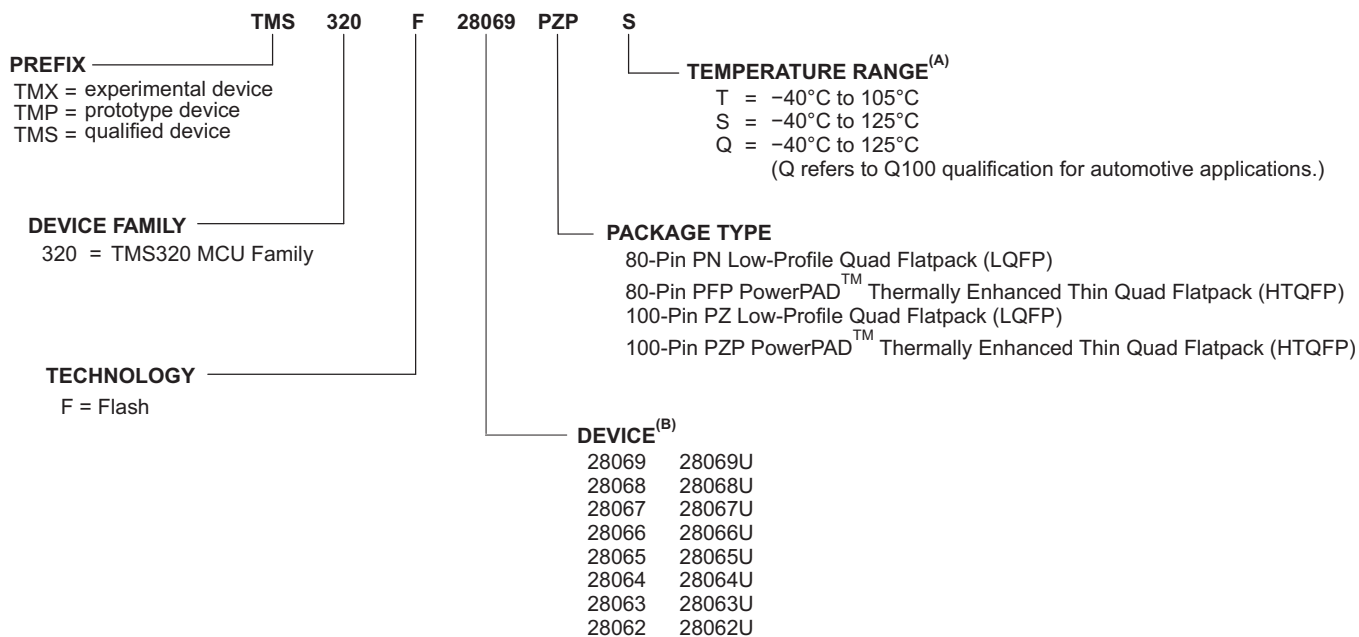 TMS 320 F 28069 PZP S
PREFIX
TMX = experimental device
TMP = prototype device
TMS = qualified device
TEMPERATURE RANGE(A)
T = −40°C to 105°C
S = −40°C to 125°C
Q = −40°C to 125°C
(Q refers to Q100 qualification for automotive applications.)
DEVICE FAMILY
320 = TMS320 MCU Family
PACKAGE TYPE
80-Pin PN Low-Profile Quad Flatpack (LQFP)
80-Pin PFP PowerPAD™ Thermally Enhanced Thin Quad Flatpack (HTQFP)
100-Pin PZ Low-Profile Quad Flatpack (LQFP)
100-Pin PZP PowerPAD™ Thermally Enhanced Thin Quad Flatpack (HTQFP)
TECHNOLOGY
F = Flash
DEVICE(B)
28069 28069U
28068 28068U
28067 28067U
28066 28066U
28065 28065U
28064 28064U
28063 28063U
28062 28062U